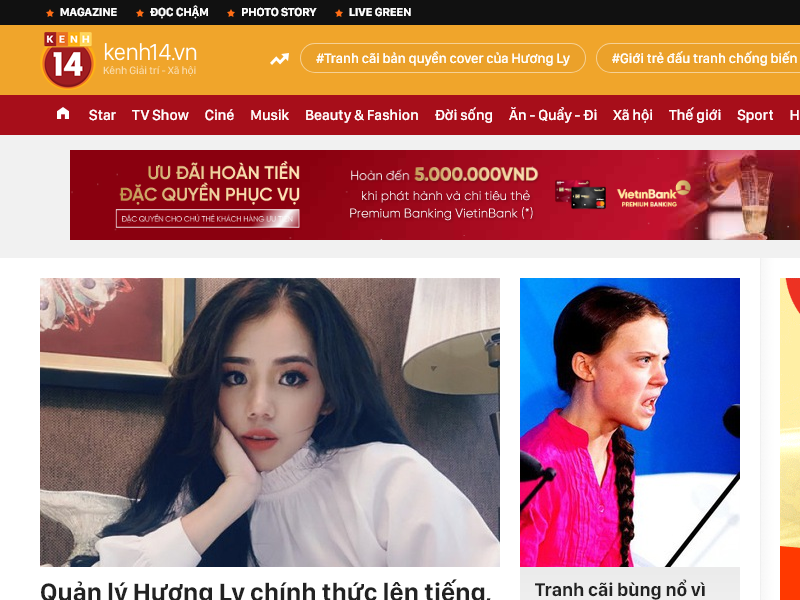 MAGAZINE
ĐỌC CHẬM
PHOTO STORY
LIVE GREEN
KENH
14
kenh14.vn
Kênh Giải trí - Xã hội
#Tranh cãi bản quyền cover của Hương Ly
#Giới trẻ đấu tranh chống biến
Star
TV Show
Ciné
Musik
Beauty & Fashion
Đời sống
Ăn - Quẩy - Đi
Xã hội
Thế giới
Sport
H
ƯU ĐÃI HOÀN TIỀN
ĐẶC QUYỀN PHỤC VỤ
ĐẶC QUYỀN CHO CHỦ THẺ KHÁCH HÀNG ƯU TIÊN
Hoàn đến 5.000.000VND
khi phát hành và chi tiêu thẻ
Premium Banking VietinBank (*)
VietinBank
PREMIUM BANKING
Quản lý Hương Ly chính thức lên tiếng,
Tranh cãi bùng nổ vì